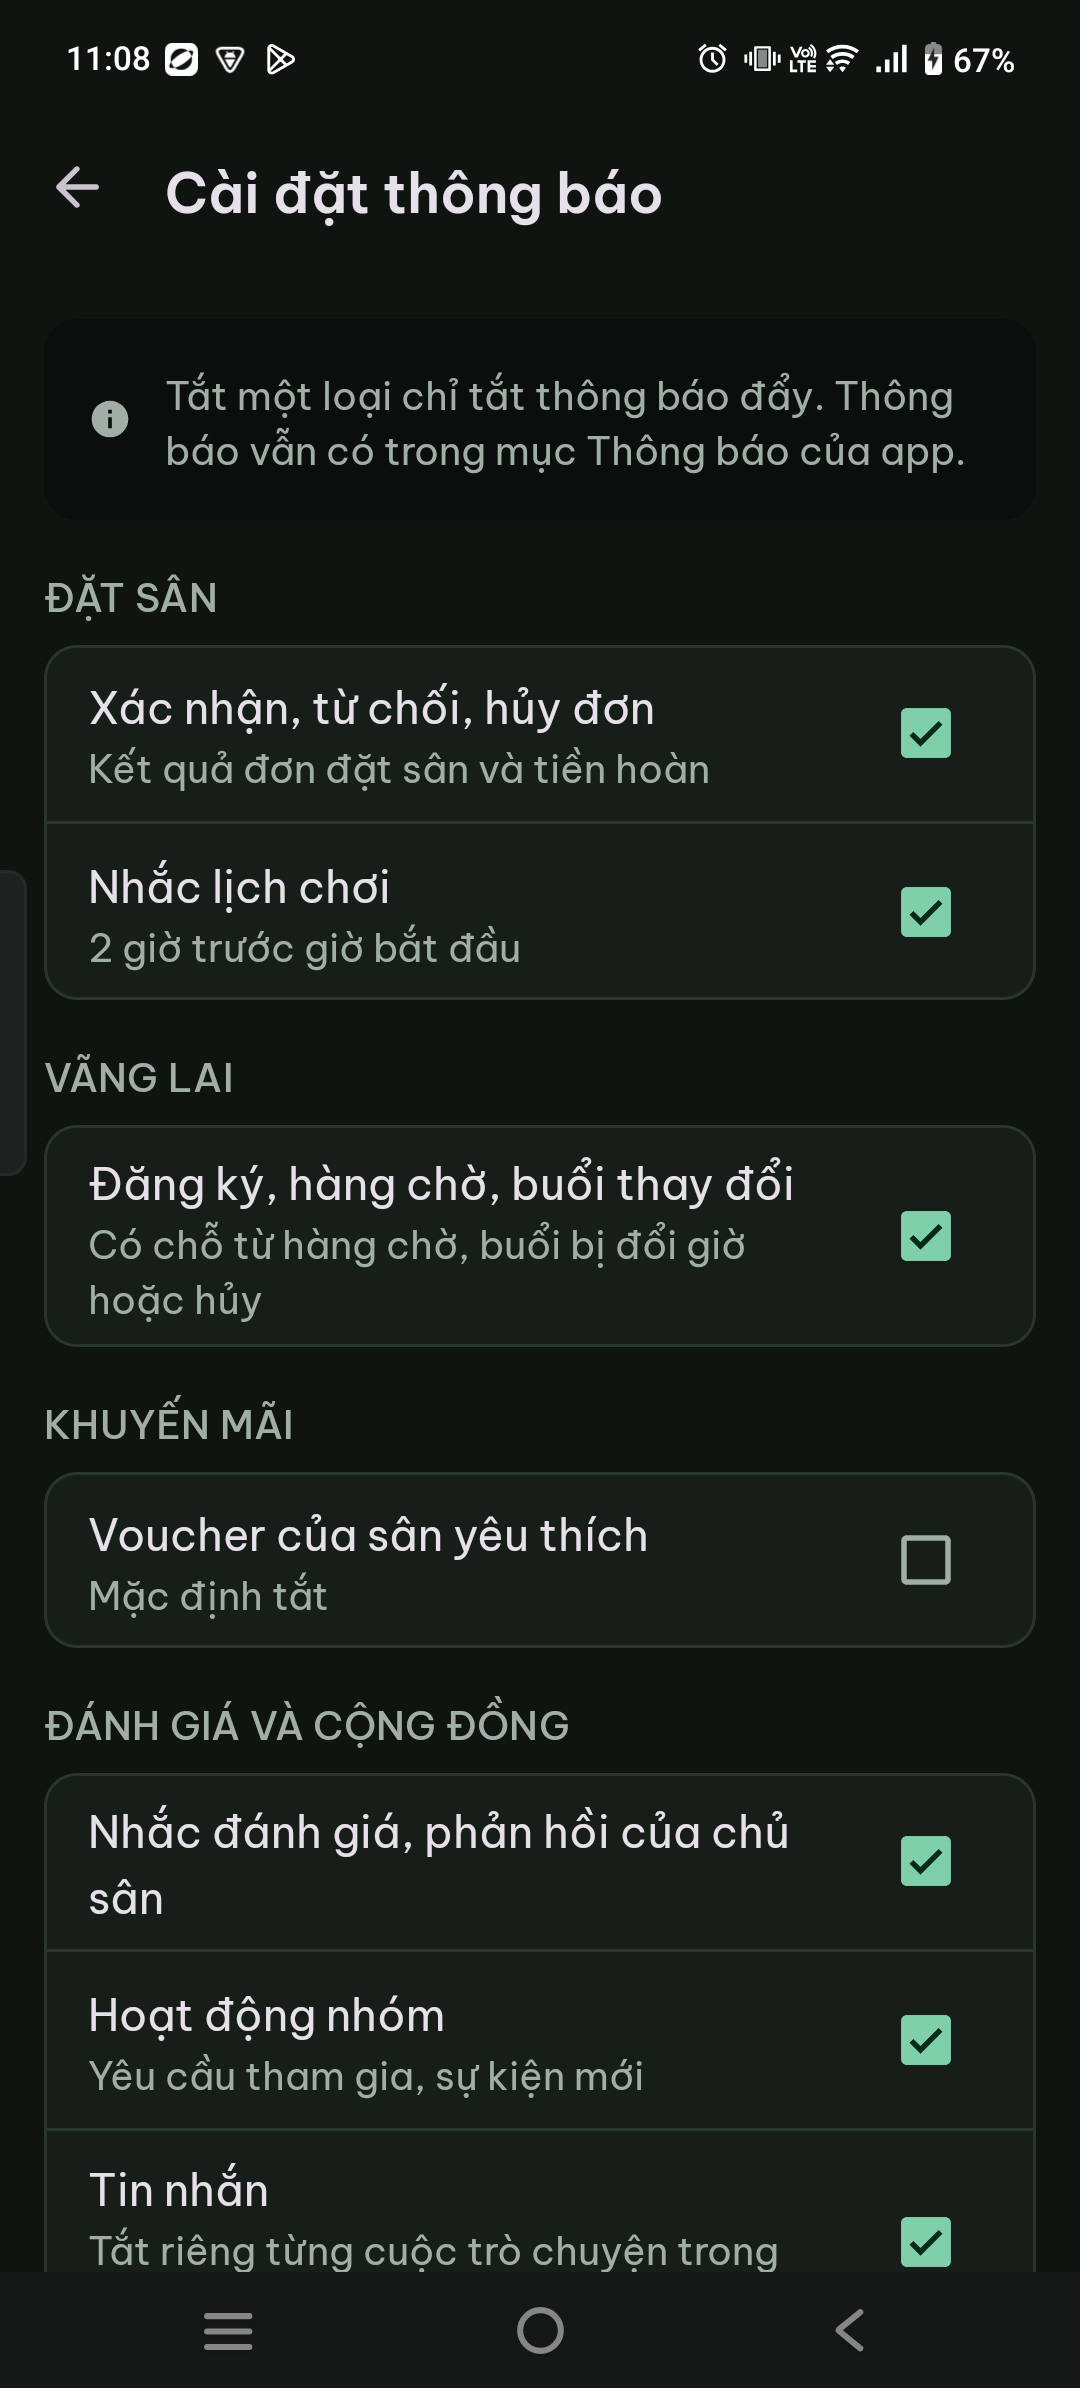 11:08
67%
Cài đặt thông báo
Tắt một loại chỉ tắt thông báo đẩy. Thông
báo vẫn có trong mục Thông báo của app.
ĐẶT SÂN
Xác nhận, từ chối, hủy đơn
Kết quả đơn đặt sân và tiền hoàn
Nhắc lịch chơi
2 giờ trước giờ bắt đầu
VÃNG LAI
Đăng ký, hàng chờ, buổi thay đổi
Có chỗ từ hàng chờ, buổi bị đổi giờ
hoặc hủy
KHUYẾN MÃI
Voucher của sân yêu thích
Mặc định tắt
ĐÁNH GIÁ VÀ CỘNG ĐỒNG
Nhắc đánh giá, phản hồi của chủ
sân
Hoạt động nhóm
Yêu cầu tham gia, sự kiện mới
Tin nhắn
Tắt riêng từng cuộc trò chuyện trong